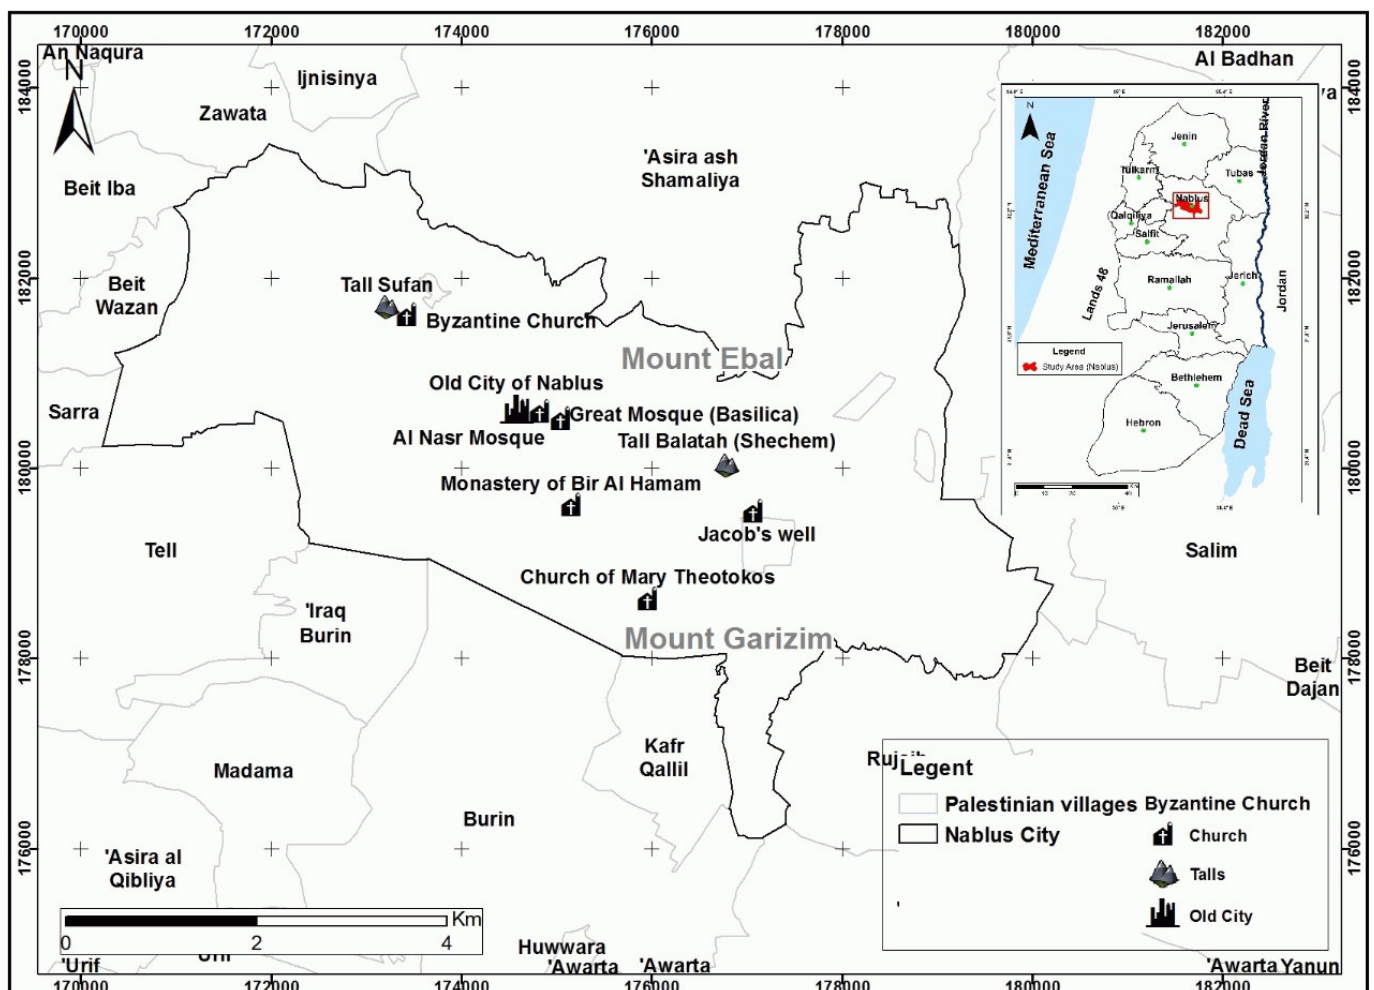 170000 172000 174000 176000 178000 180000 182000
An Naqura
N
Ijnisinya
Al Badhan
184000
184000
Zawata
'Asira ash
Shamaliya
Beit Iba
Beit
Wazan
182000
182000
Tall Sufan
Byzantine Church
Mount Ebal
Old City of Nablus
Great Mosque (Basilica)
Al Nasr Mosque
Tall Balatah (Shechem)
Sarra
180000
180000
Monastery of Bir Al Hamam
Jacob's well
Tell
Salim
Church of Mary Theotokos
'Iraq
Burin
Mount Garizim
178000
178000
Beit
Dajan
Kafr
Qallil
Madama
Burin
'Asira al
Qibliya
176000
176000
Km
0 2 4
'Urif
Urif
Huwwara
'Awarta
'Awarta
'Awarta
Yanun
170000 172000 174000 176000 178000 180000 182000
N
Mediterranean Sea
Jenin
Tulkarm
Tubas
Jordan River
Nablus
Qalqiliya
Salfit
Lands 48
Ramallah
Jerich
Jordan
Jerusalem
Legend
Study Area (Nablus)
Bethlehem
Hebron
Dead Sea
Legent
Palestinian villages
Nablus City
Byzantine Church
Church
Talls
Old City